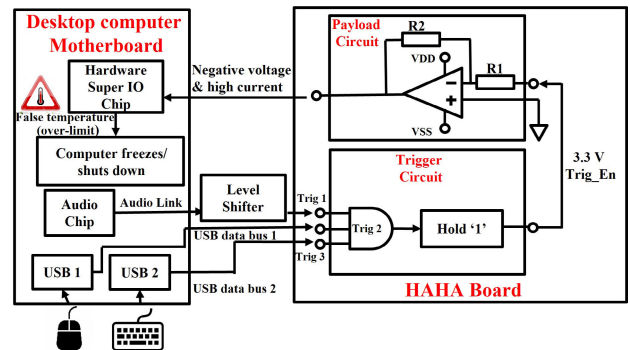 Desktop computer
Motherboard
Hardware
Super IO
Chip
False temperature
(over-limit)
Computer freezes/
shuts down
Audio
Chip
Audio Link
Level
Shifter
USB 1
USB 2
USB data bus 1
USB data bus 2
Negative voltage
& high current
Payload
Circuit
R2
R1
VDD
VSS
3.3 V
Trig_En
Trigger
Circuit
Trig 1
Trig 2
Trig 3
Hold ‘1’
HAHA Board